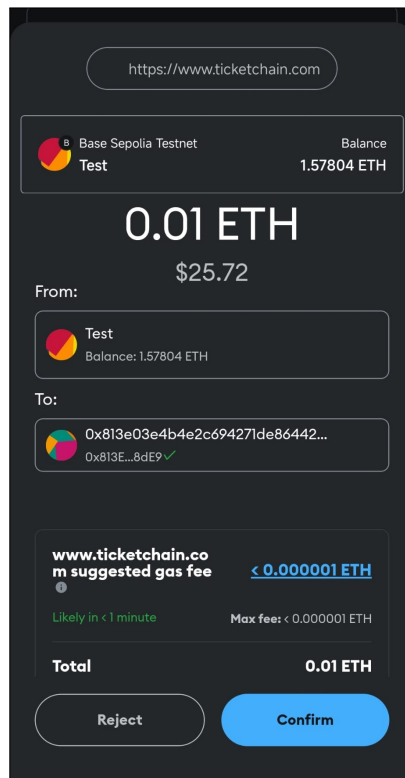 https://www.ticketchain.com
B
Base Sepolia Testnet
Balance
Test
1.57804 ETH
0.01 ETH
$25.72
From:
Test
Balance: 1.57804 ETH
To:
0x813e03e4b4e2c694271de86442...
0x813E...8dE9
www.ticketchain.co
m suggested gas fee
< 0.000001 ETH
Likely in < 1 minute
Max fee: < 0.000001 ETH
Total
0.01 ETH
Reject
Confirm